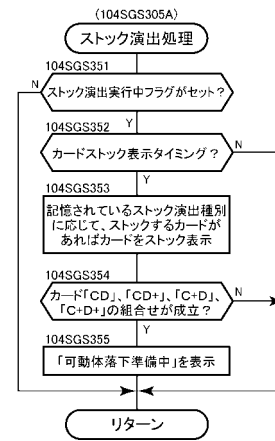 (104SGS305A)
ストック演出処理
104SGS351
N
ストック演出実行中フラグがセット?
Y
104SGS352
カードストック表示タイミング?
N
Y
104SGS353
記憶されているストック演出種別
に応じて、ストックするカードが
あればカードをストック表示
104SGS354
カード「CD」、「CD+」、「C+D」、
「C+D+」の組合せが成立?
N
Y
104SGS355
「可動体落下準備中」を表示
リターン